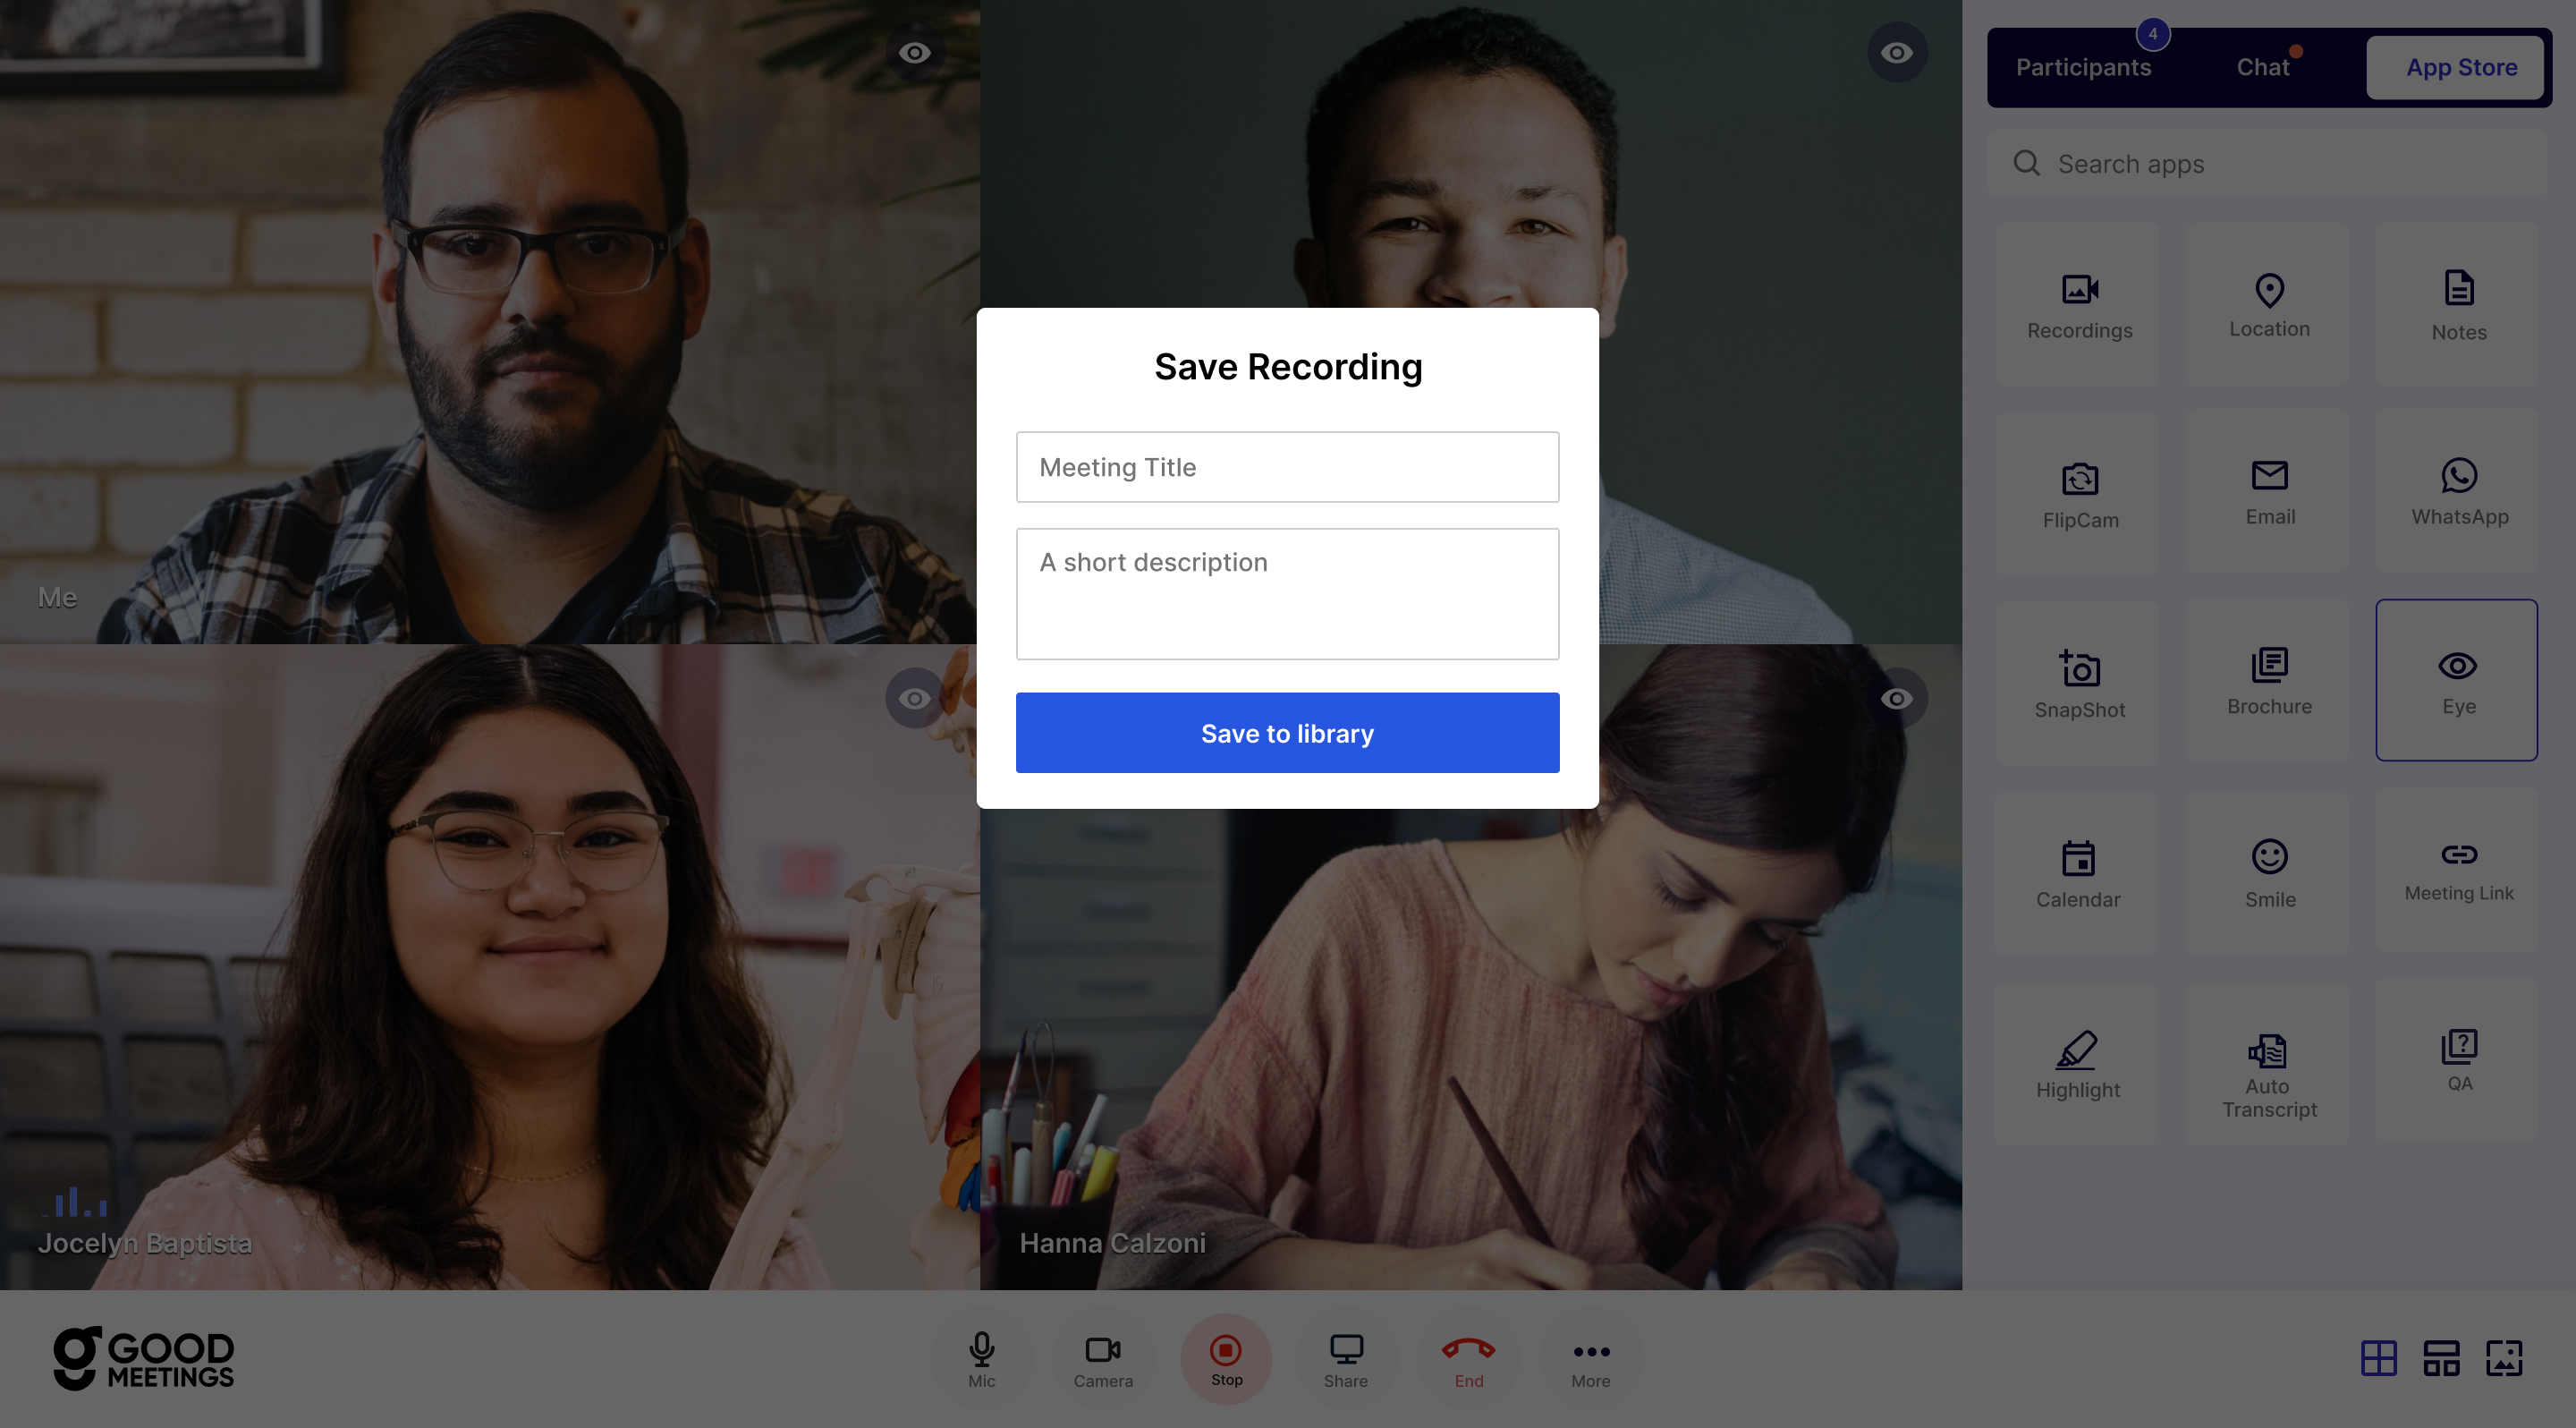 Participants
4
Chat
App Store
Search apps
Recordings
Location
Notes
FlipCam
Email
WhatsApp
SnapShot
Brochure
Eye
Calendar
Smile
Meeting Link
Highlight
Auto
Transcript
QA
Me
Save Recording
Meeting Title
A short description
Save to library
Jocelyn Baptista
Hanna Calzoni
GOOD
MEETINGS
Mic
Camera
Stop
Share
End
More